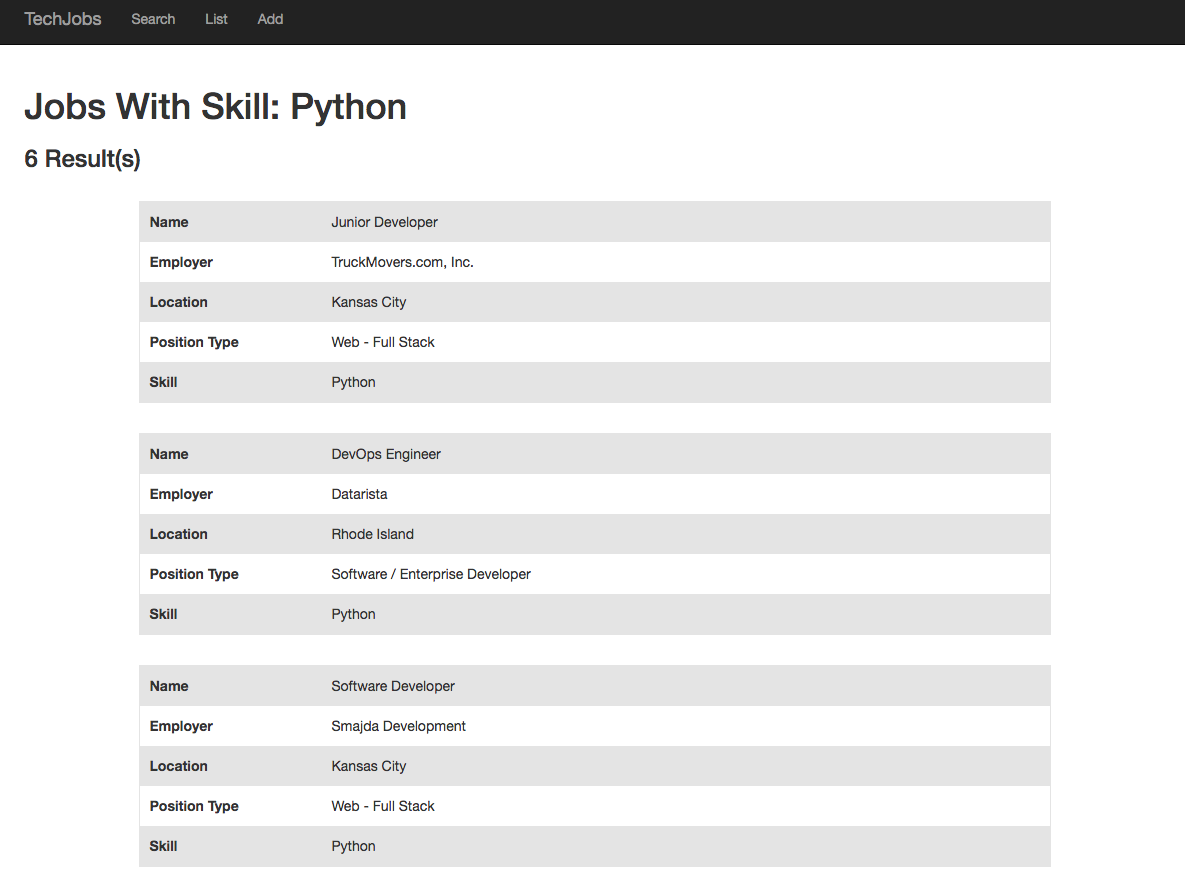 TechJobs Search List Add
Jobs With Skill: Python
6 Result(s)
Name Junior Developer
Employer TruckMovers.com, Inc.
Location Kansas City
Position Type Web - Full Stack
Skill Python
Name DevOps Engineer
Employer Datarista
Location Rhode Island
Position Type Software / Enterprise Developer
Skill Python
Name Software Developer
Employer Smajda Development
Location Kansas City
Position Type Web - Full Stack
Skill Python